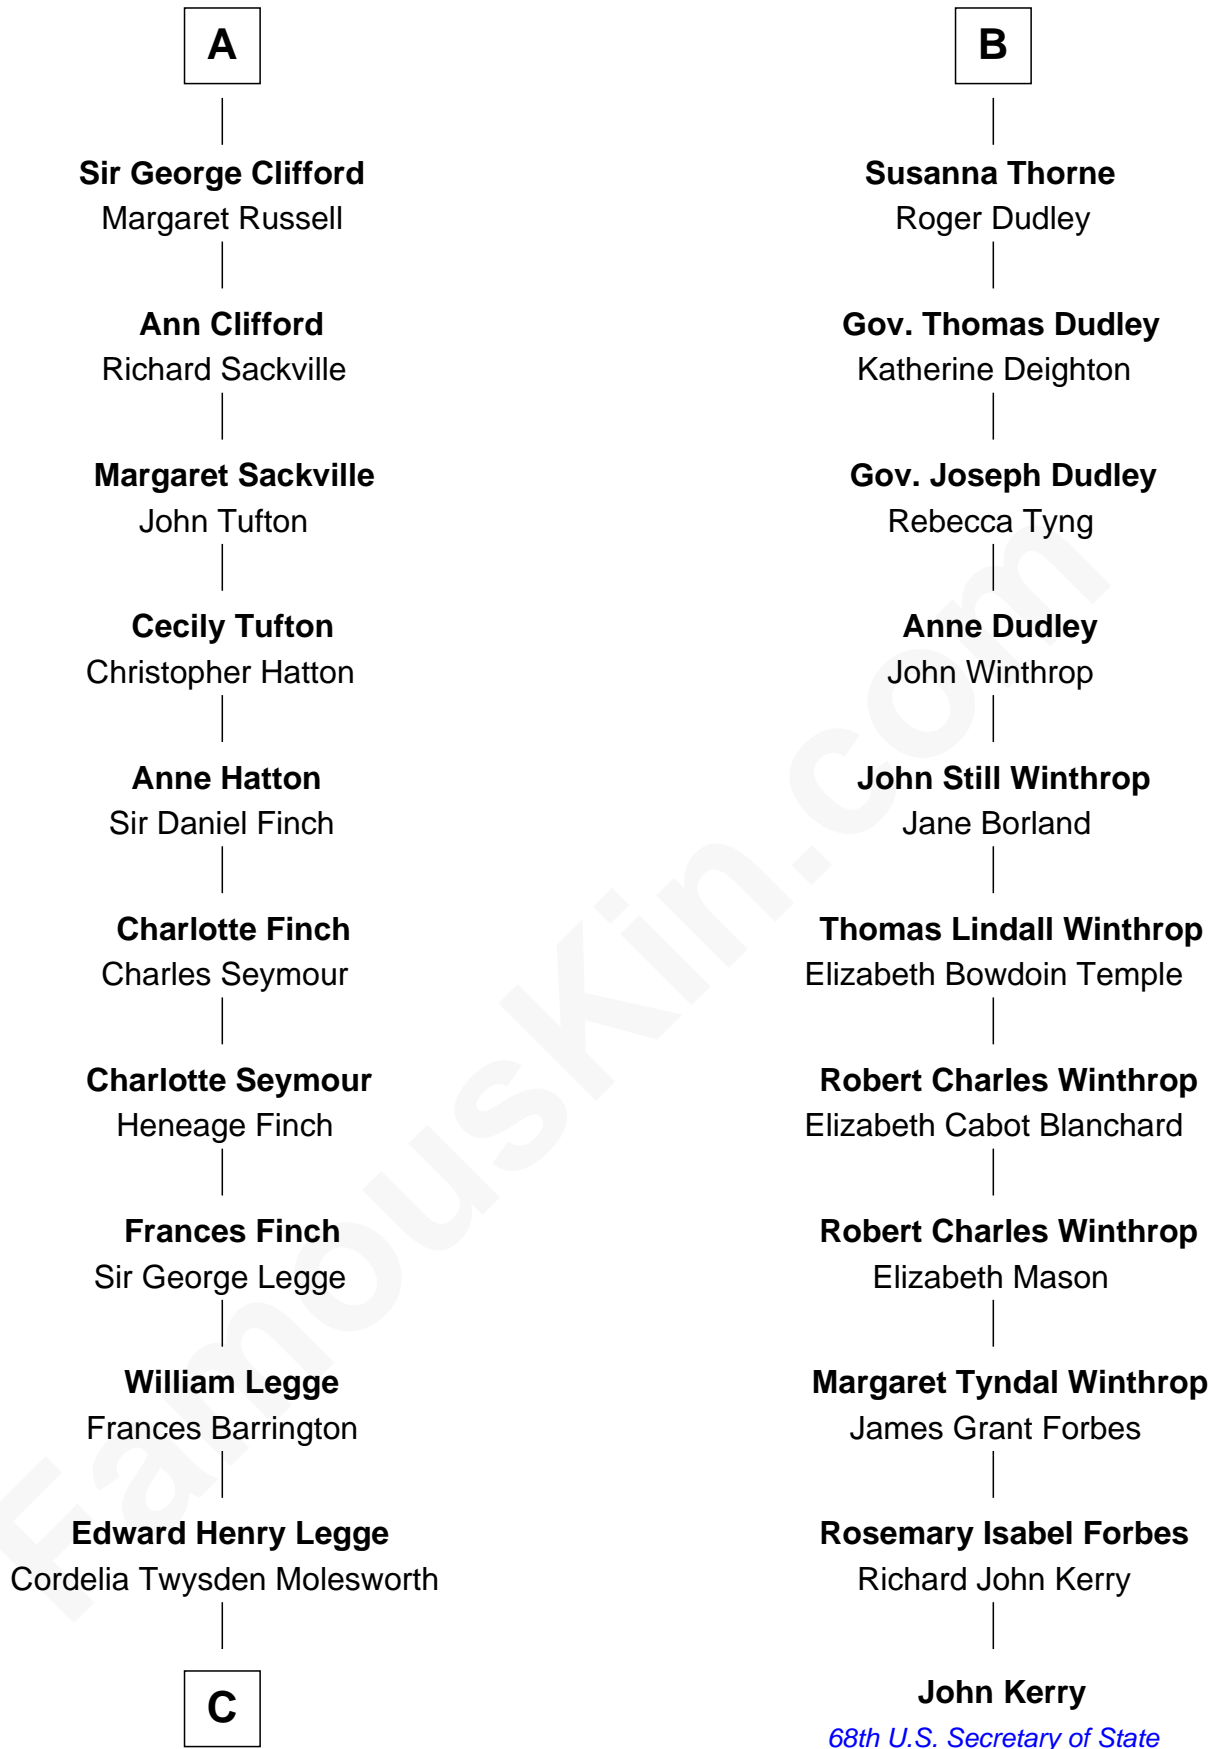 A
Sir George Clifford
Margaret Russell
Ann Clifford
Richard Sackville
Margaret Sackville
John Tufton
Cecily Tufton
Christopher Hatton
Anne Hatton
Sir Daniel Finch
Charlotte Finch
Charles Seymour
Charlotte Seymour
Heneage Finch
Frances Finch
Sir George Legge
William Legge
Frances Barrington
Edward Henry Legge
Cordelia Twysden Molesworth
C
B
Susanna Thorne
Roger Dudley
Gov. Thomas Dudley
Katherine Deighton
Gov. Joseph Dudley
Rebecca Tyng
Anne Dudley
John Winthrop
John Still Winthrop
Jane Borland
Thomas Lindall Winthrop
Elizabeth Bowdoin Temple
Robert Charles Winthrop
Elizabeth Cabot Blanchard
Robert Charles Winthrop
Elizabeth Mason
Margaret Tyndal Winthrop
James Grant Forbes
Rosemary Isabel Forbes
Richard John Kerry
John Kerry
68th U.S. Secretary of State
FamousKin.com